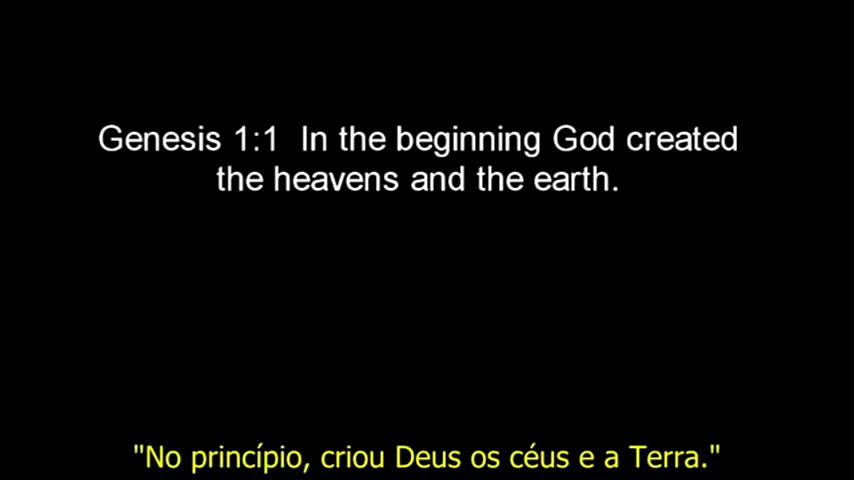 Genesis 1:1  In the beginning God created
the heavens and the earth.
"No princípio, criou Deus os céus e a Terra."